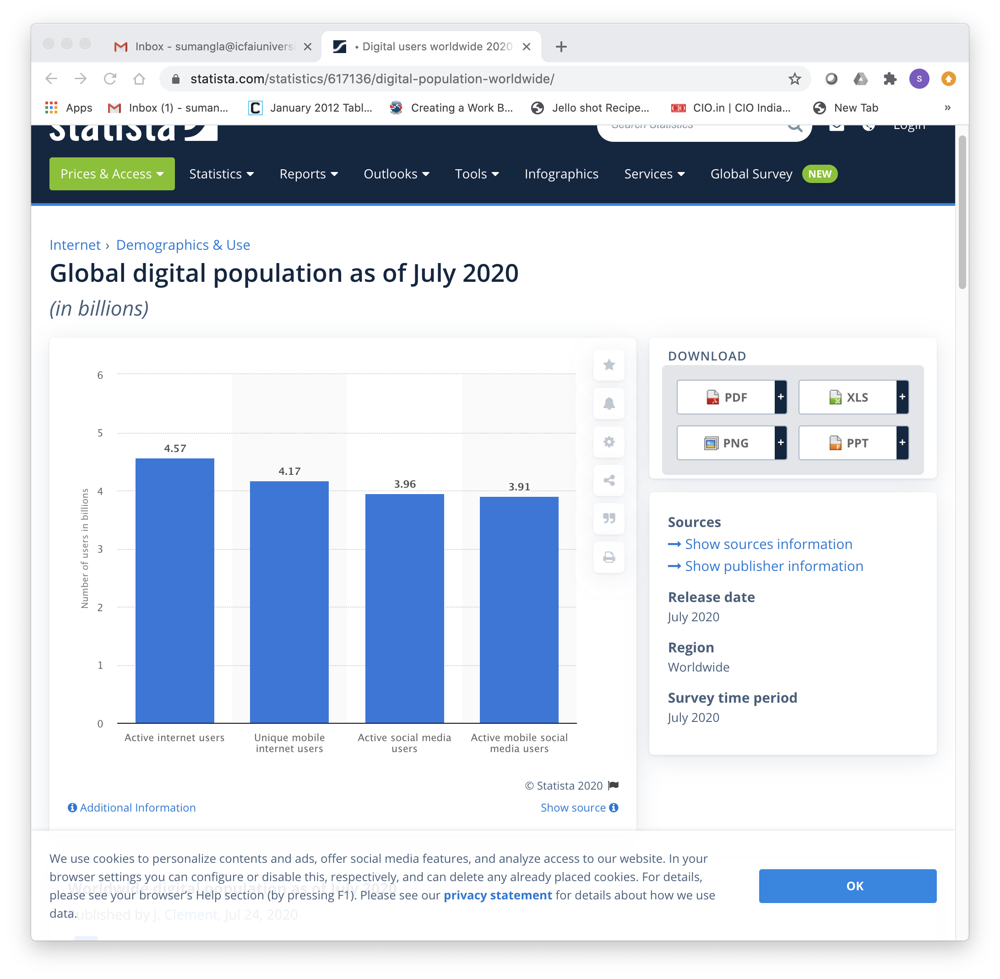 Inbox - sumangla@icfaiuniversi
• Digital users worldwide 2020
statista.com/statistics/617136/digital-population-worldwide/
S
Apps
Inbox (1) - suman...
January 2012 Tabl...
Creating a Work B...
CIO.in | CIO India...
New Tab
»
statista
Search Statistics
Login
Prices & Access
Statistics
Reports
Outlooks
Tools
Infographics
Services
Global Survey
NEW
Internet › Demographics & Use
Global digital population as of July 2020
(in billions)
DOWNLOAD
PDF +
XLS +
PNG +
PPT +
6
5
4
3
2
1
0
Number of users in billions
4.57
4.17
3.96
3.91
Active internet users
Unique mobile
internet users
Active social media
users
Active mobile social
media users
© Statista 2020
Additional Information
Show source
Sources
Show sources information
Show publisher information
Release date
July 2020
Region
Worldwide
Survey time period
July 2020
We use cookies to personalize contents and ads, offer social media features, and analyze access to our website. In your
browser settings you can configure or disable this, respectively, and can delete any already placed cookies. For details,
please see your browser's Help section (by pressing F1). Please see our privacy statement for details about how we use
data.
OK
Worldwide digital population as of July 2020
Published by J. Clement, Jul 24, 2020